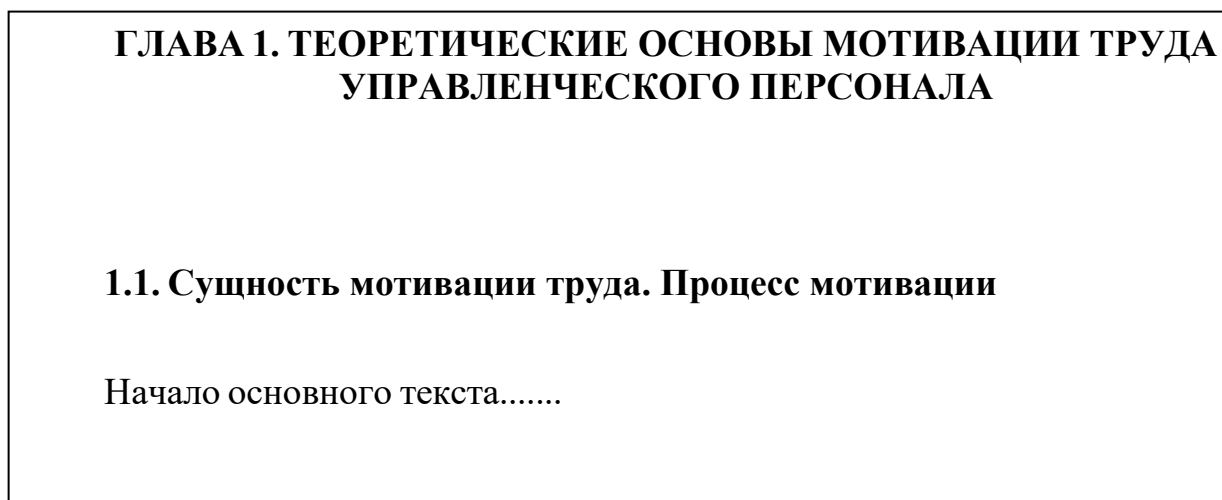 ГЛАВА 1. ТЕОРЕТИЧЕСКИЕ ОСНОВЫ МОТИВАЦИИ ТРУДА
УПРАВЛЕНЧЕСКОГО ПЕРСОНАЛА
1.1. Сущность мотивации труда. Процесс мотивации
Начало основного текста.......